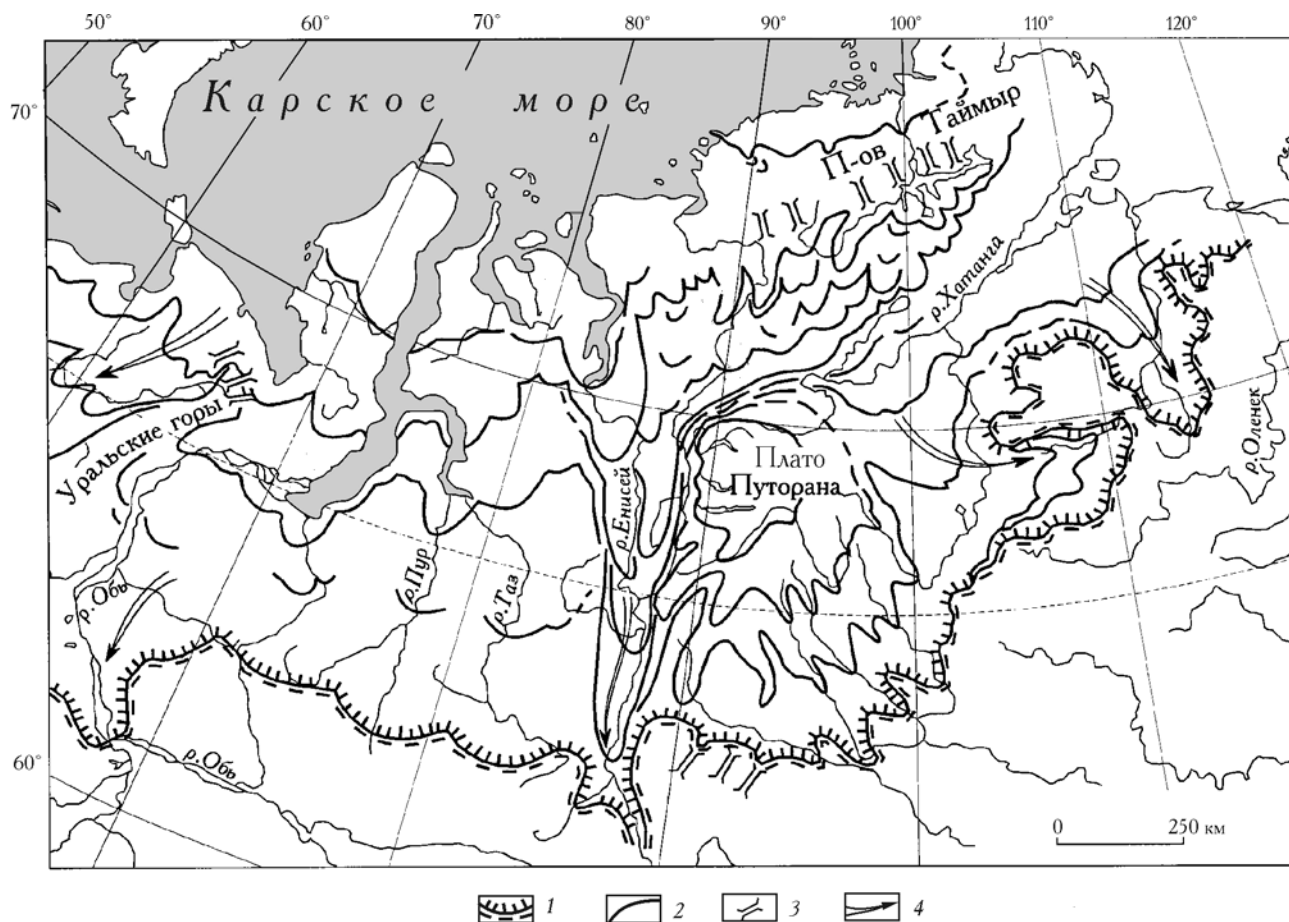 50° 60° 70° 80° 90° 100° 110° 120°
70°
Карское море
П-ов Таймыр
р.Хатанга
Уральские горы
Плато
Путорана
р.Оленек
р.Енисей
р.Пур
р.Таз
р.Обь
60°
р.Обь
0 250 км
1 2 3 4